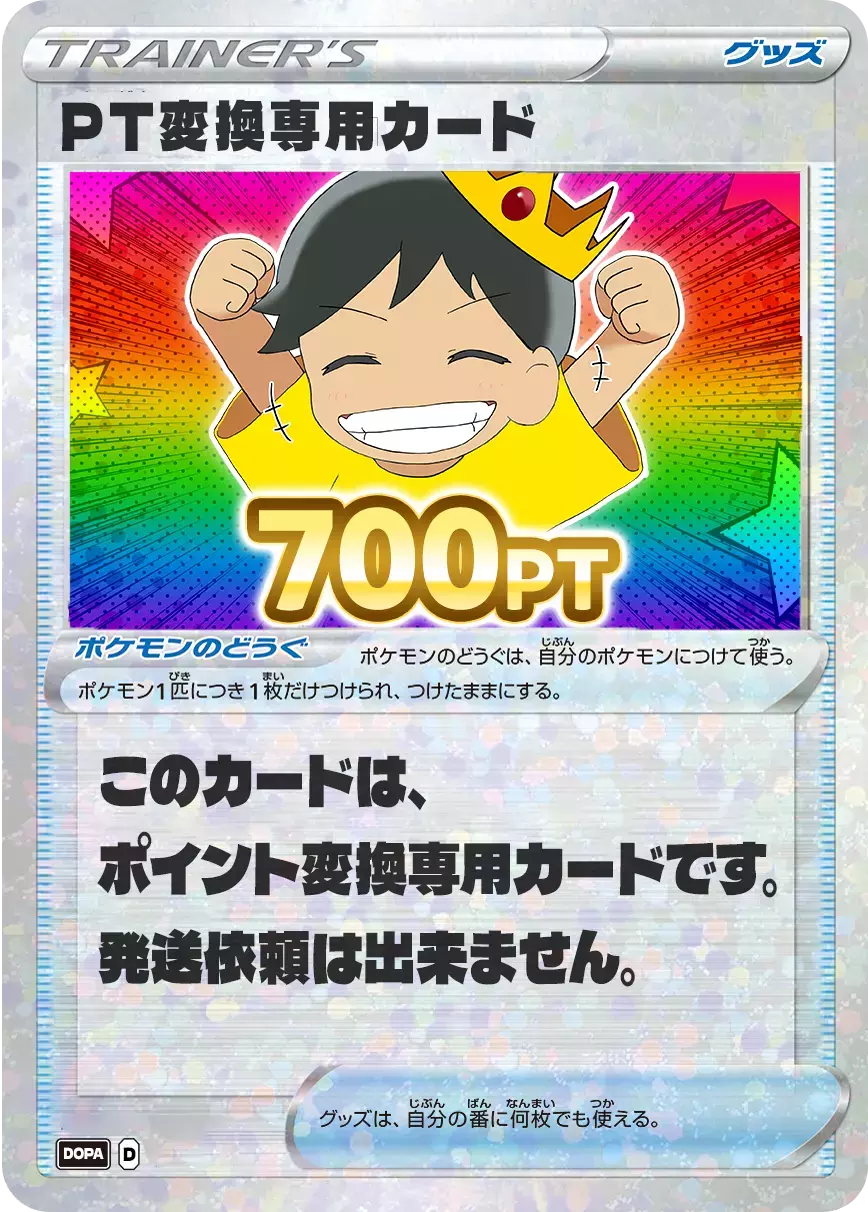 TRAINER'S
グッズ
PT変換専用カード
700PT
ポケモンのどうぐ
ポケモンのどうぐは、自分のポケモンにつけて使う。
ポケモン1匹につき1枚だけつけられ、つけたままにする。
このカードは、
ポイント変換専用カードです。
発送依頼は出来ません。
グッズは、自分の番に何枚でも使える。
DOPA D